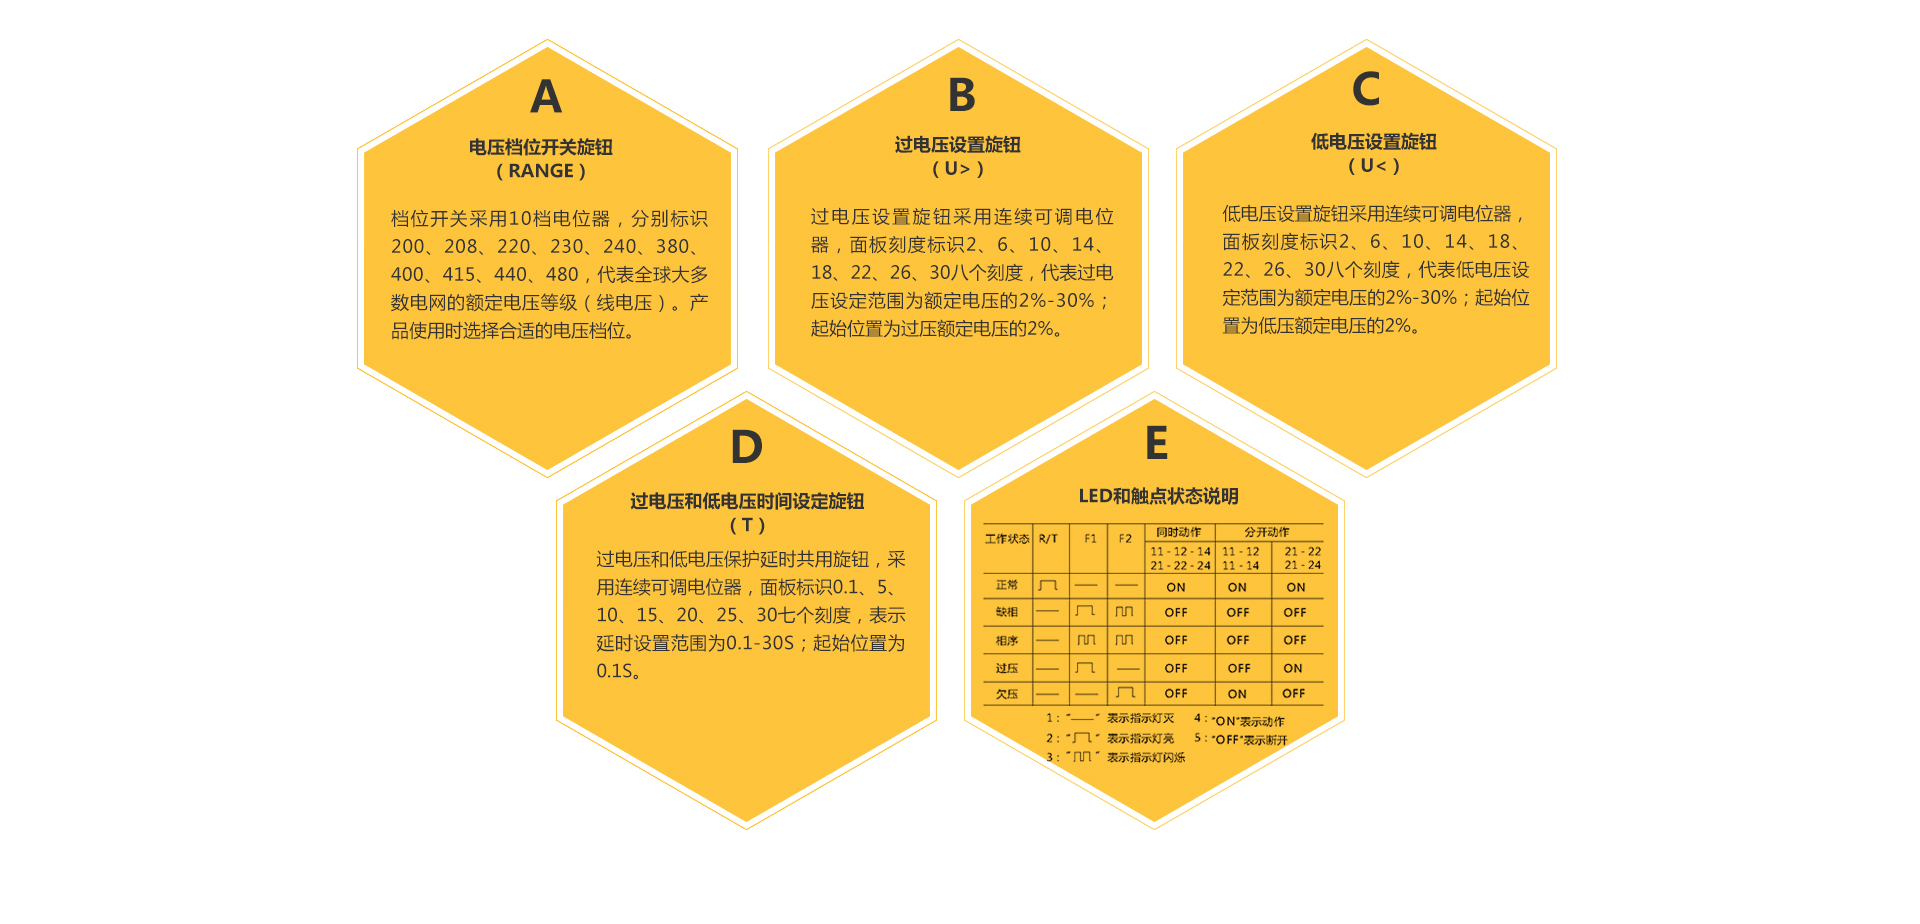 A
电压档位开关旋钮
（RANGE）
档位开关采用10档电位器，分别标识
200、208、220、230、240、380、
400、415、440、480，代表全球大多
数电网的额定电压等级（线电压）。产
品使用时选择合适的电压档位。
B
过电压设置旋钮
（U>）
过电压设置旋钮采用连续可调电位
器，面板刻度标识2、6、10、14、
18、22、26、30八个刻度，代表过电
压设定范围为额定电压的2%-30%；
起始位置为过压额定电压的2%。
C
低电压设置旋钮
（U<）
低电压设置旋钮采用连续可调电位器，
面板刻度标识2、6、10、14、18、
22、26、30八个刻度，代表低电压设
定范围为额定电压的2%-30%；起始位
置为低压额定电压的2%。
D
过电压和低电压时间设定旋钮
（T）
过电压和低电压保护延时共用旋钮，采
用连续可调电位器，面板标识0.1、5、
10、15、20、25、30七个刻度，表示
延时设置范围为0.1-30S；起始位置为
0.1S。
E
LED和触点状态说明
工作状态 R/T F1 F2 同时动作 分开动作
11-12-14 11-12 21-22
21-22-24 11-14 21-24
正常 ON ON ON
缺相 OFF OFF OFF
相序 OFF OFF OFF
过压 OFF OFF ON
欠压 OFF ON OFF
1：“——” 表示指示灯灭 4：“ON”表示动作
2：“ ” 表示指示灯亮 5：“OFF”表示断开
3：“ ” 表示指示灯闪烁